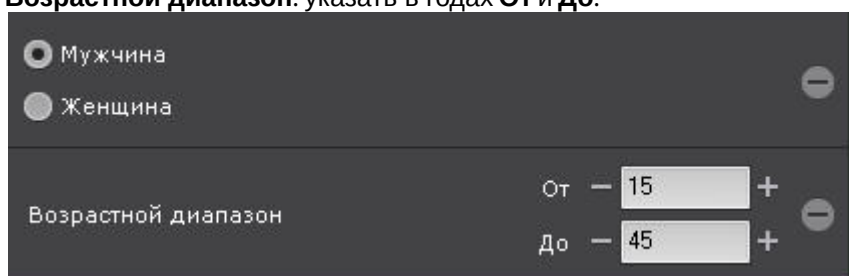 Возрастной диапазон: указать в годах От и До.
Мужчина
Женщина
От − 15 +
Возрастной диапазон
До − 45 +